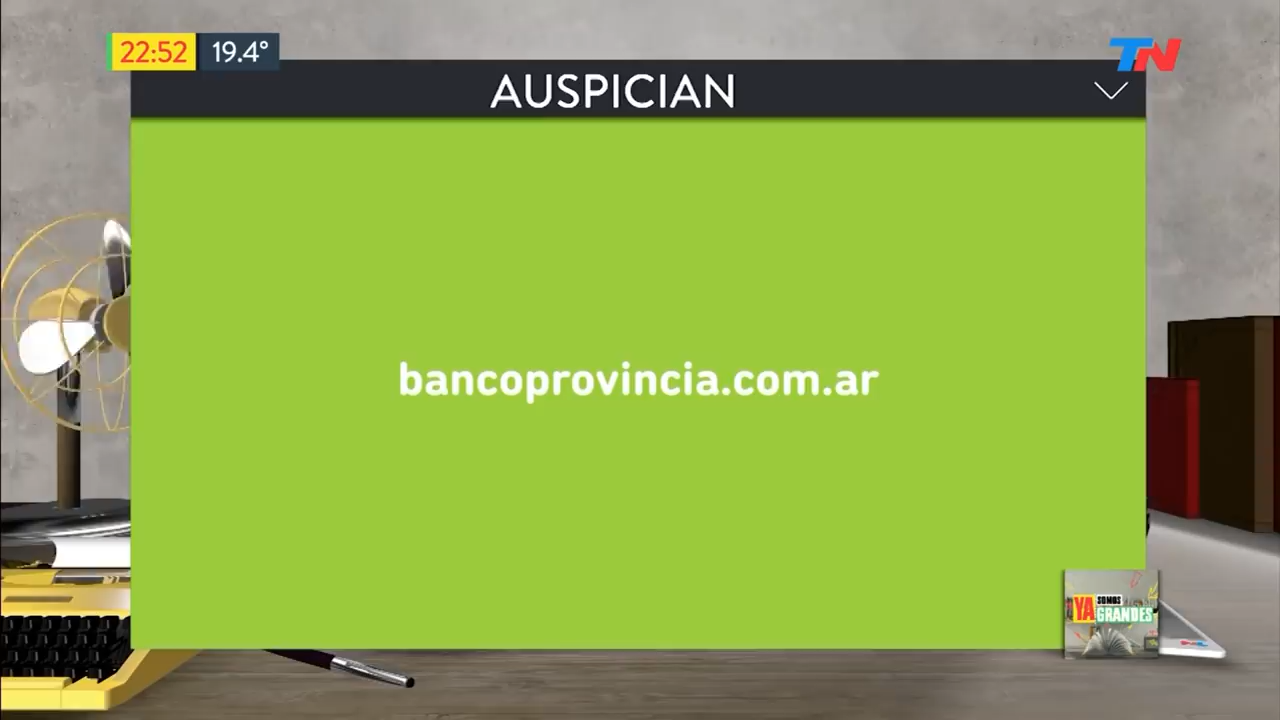 22:52 19.4°
TN
AUSPICIAN
bancoprovincia.com.ar
YA SOMOS
GRANDES